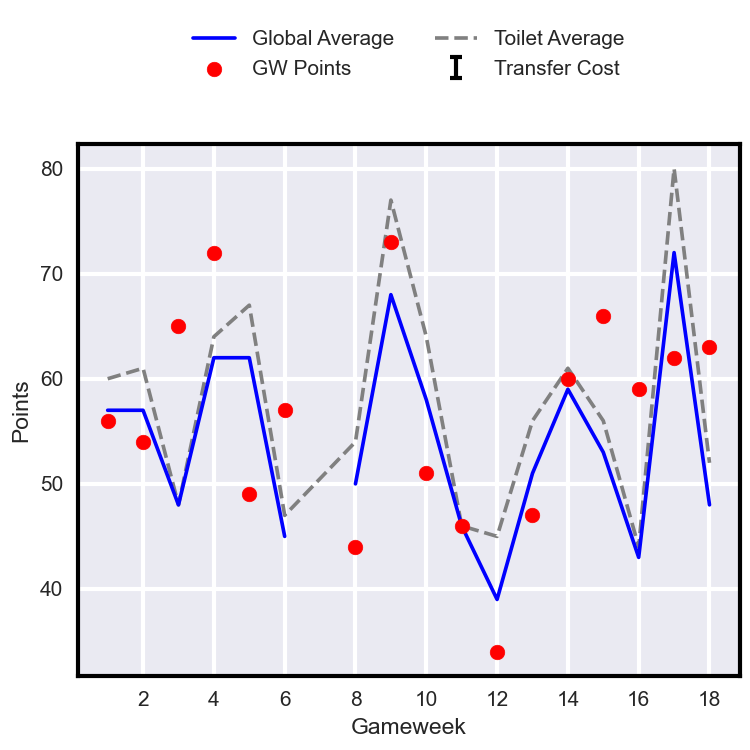 Global Average Toilet Average
GW Points Transfer Cost
80
70
60
50
40
Points
2 4 6 8 10 12 14 16 18
Gameweek